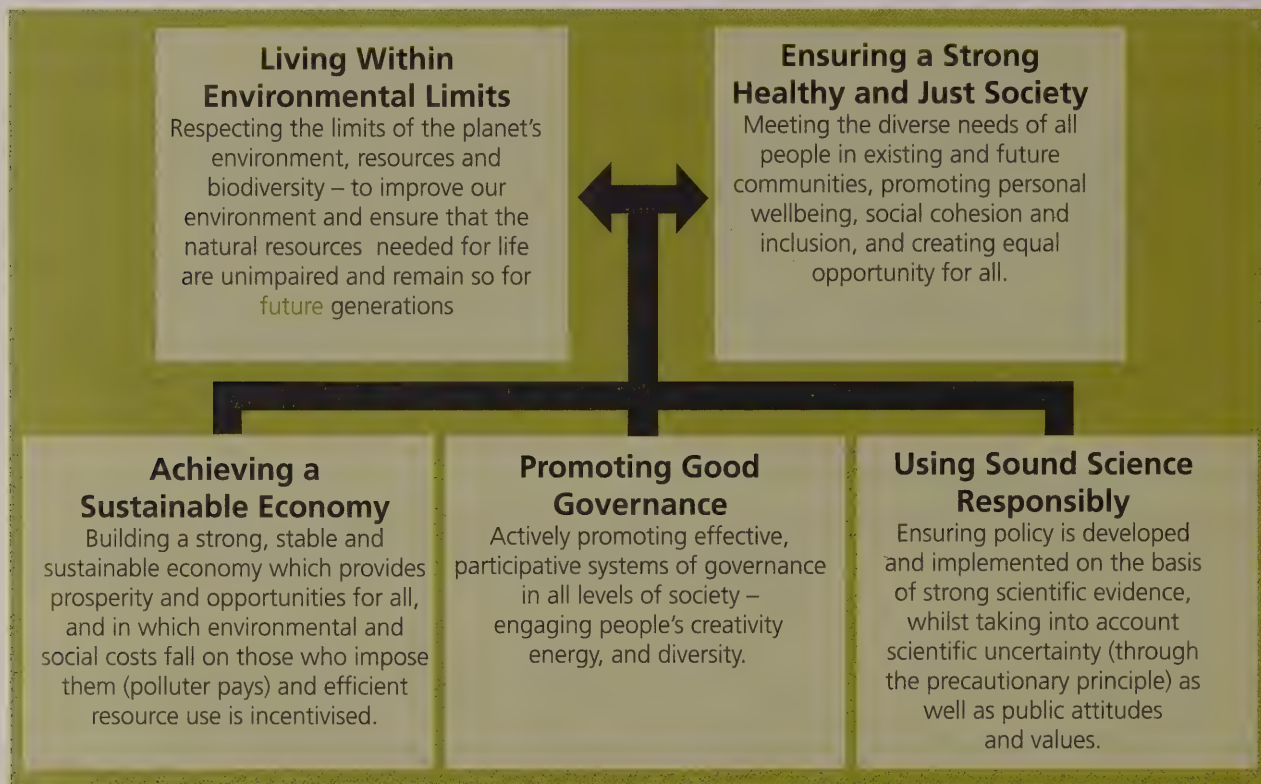 Living Within
Environmental Limits
Respecting the limits of the planet's
environment, resources and
biodiversity – to improve our
environment and ensure that the
natural resources needed for life
are unimpaired and remain so for
future generations
Ensuring a Strong
Healthy and Just Society
Meeting the diverse needs of all
people in existing and future
communities, promoting personal
wellbeing, social cohesion and
inclusion, and creating equal
opportunity for all.
Achieving a
Sustainable Economy
Building a strong, stable and
sustainable economy which provides
prosperity and opportunities for all,
and in which environmental and
social costs fall on those who impose
them (polluter pays) and efficient
resource use is incentivised.
Promoting Good
Governance
Actively promoting effective,
participative systems of governance
in all levels of society –
engaging people's creativity
energy, and diversity.
Using Sound Science
Responsibly
Ensuring policy is developed
and implemented on the basis
of strong scientific evidence,
whilst taking into account
scientific uncertainty (through
the precautionary principle) as
well as public attitudes
and values.